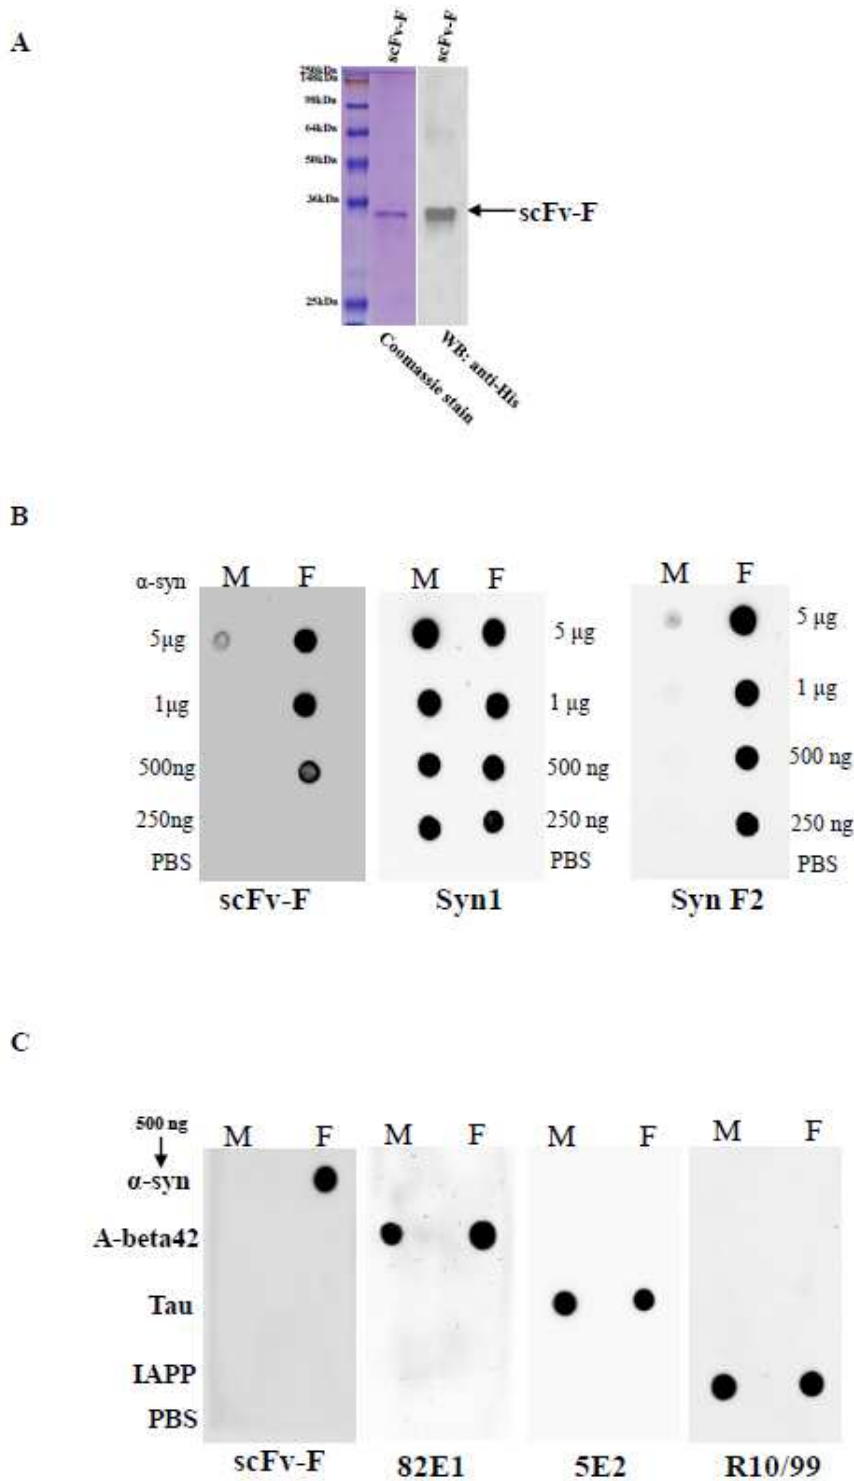 A
scFv-F scFv-F
250kDa
148kDa
98kDa
64kDa
50kDa
36kDa
25kDa
scFv-F
Coomassie stain
WB: anti-His
B
α-syn M F M F M F
5µg 5 µg 5 µg
1µg 1 µg 1 µg
500ng 500 ng 500 ng
250ng 250 ng 250 ng
PBS PBS PBS
scFv-F Syn1 Syn F2
C
500 ng
M F M F M F M F
α-syn
A-beta42
Tau
IAPP
PBS
scFv-F 82E1 5E2 R10/99